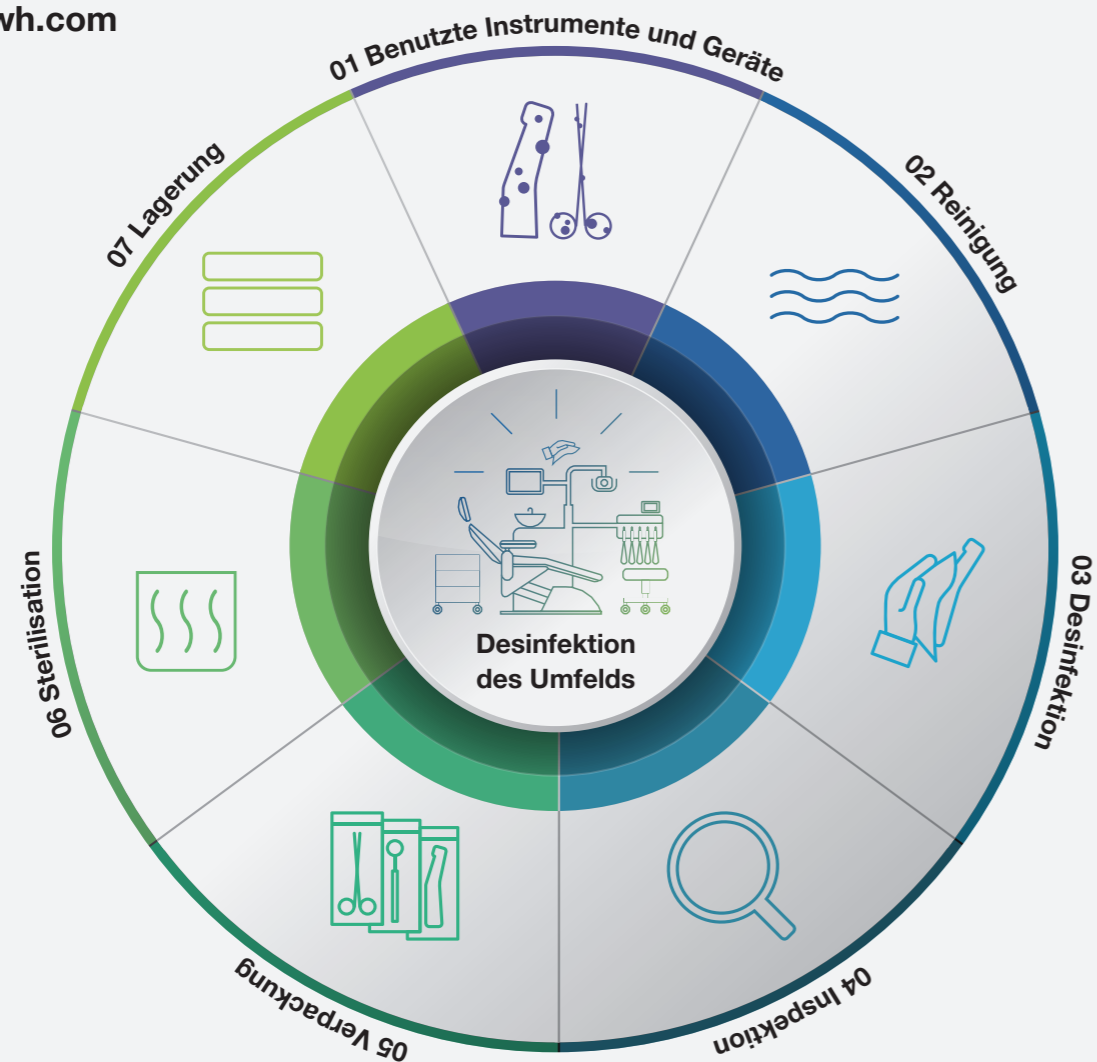 wh.com
01 Benutzte Instrumente und Geräte
02 Reinigung
03 Desinfektion
04 Inspektion
05 Verpackung
06 Sterilisation
07 Lagerung
Desinfektion
des Umfelds